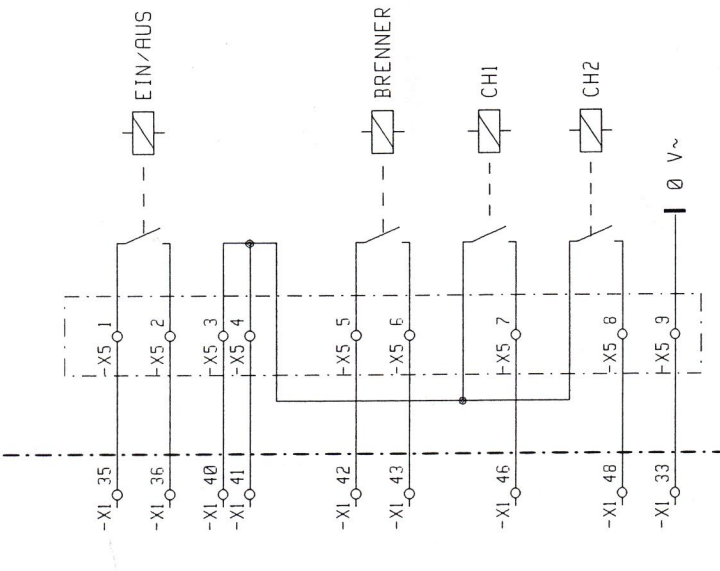 EIN/AUS
BRENNER
CH1
CH2
0 V~
-X5 1
-X5 2
-X5 3
-X5 4
-X5 5
-X5 6
-X5 7
-X5 8
-X5 9
-X1 35
-X1 36
-X1 40
-X1 41
-X1 42
-X1 43
-X1 46
-X1 48
-X1 33